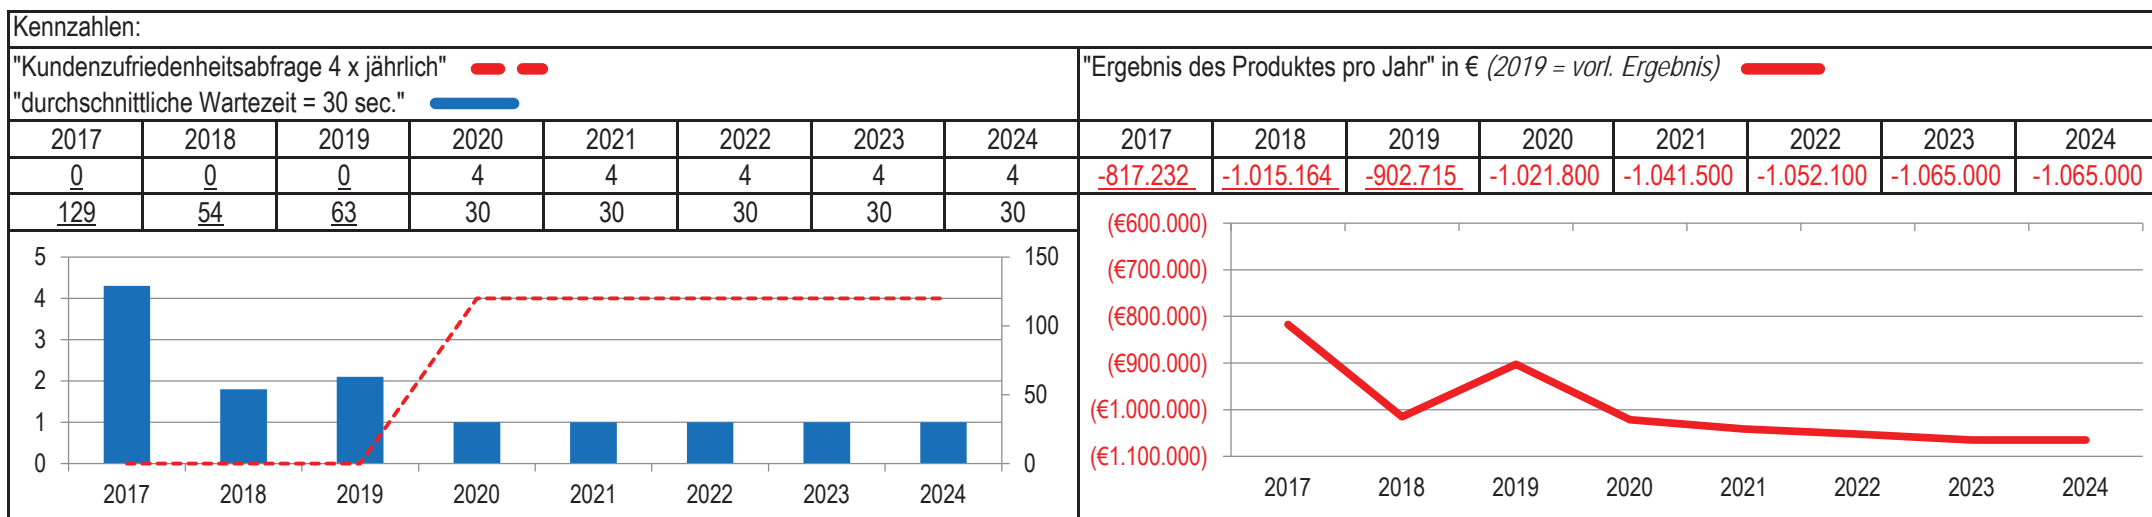 Kennzahlen:
"Kundenzufriedenheitsabfrage 4 x jährlich"
"durchschnittliche Wartezeit = 30 sec."
2017 2018 2019 2020 2021 2022 2023 2024
0 0 0 4 4 4 4 4
129 54 63 30 30 30 30 30
5
4
3
2
1
0
150
100
50
0
2017 2018 2019 2020 2021 2022 2023 2024
"Ergebnis des Produktes pro Jahr" in € (2019 = vorl. Ergebnis)
2017 2018 2019 2020 2021 2022 2023 2024
-817.232 -1.015.164 -902.715 -1.021.800 -1.041.500 -1.052.100 -1.065.000 -1.065.000
(€600.000)
(€700.000)
(€800.000)
(€900.000)
(€1.000.000)
(€1.100.000)
2017 2018 2019 2020 2021 2022 2023 2024